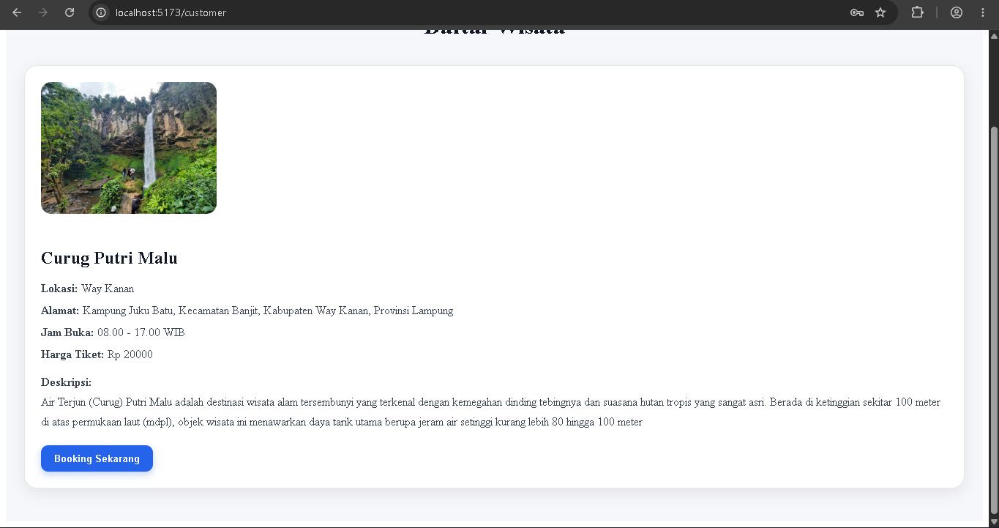 localhost:5173/customer
Daftar Wisata
Curug Putri Malu
Lokasi: Way Kanan
Alamat: Kampung Juku Batu, Kecamatan Banjit, Kabupaten Way Kanan, Provinsi Lampung
Jam Buka: 08.00 - 17.00 WIB
Harga Tiket: Rp 20000
Deskripsi:
Air Terjun (Curug) Putri Malu adalah destinasi wisata alam tersembunyi yang terkenal dengan kemegahan dinding tebingnya dan suasana hutan tropis yang sangat asri. Berada di ketinggian sekitar 100 meter
di atas permukaan laut (mdpl), objek wisata ini menawarkan daya tarik utama berupa jeram air setinggi kurang lebih 80 hingga 100 meter
Booking Sekarang